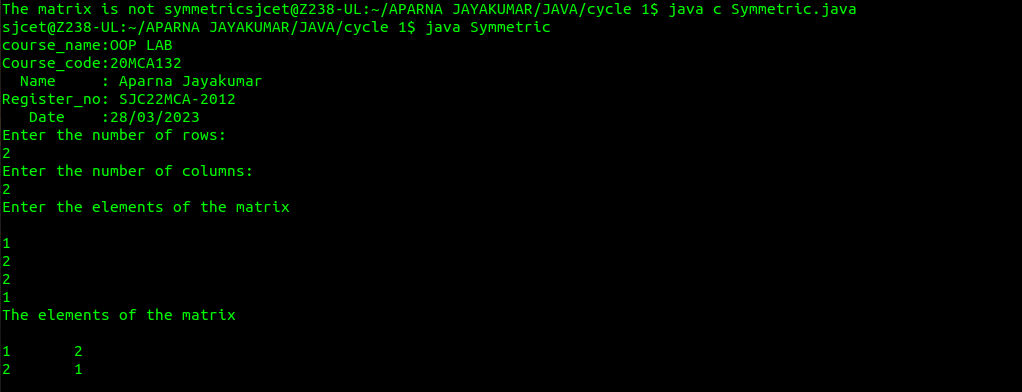 The matrix is not symmetricsjcet@Z238-UL:~/APARNA JAYAKUMAR/JAVA/cycle 1$ java c Symmetric.java
sjcet@Z238-UL:~/APARNA JAYAKUMAR/JAVA/cycle 1$ java Symmetric
course_name:OOP LAB
Course_code:20MCA132
  Name     : Aparna Jayakumar
Register_no: SJC22MCA-2012
   Date    :28/03/2023
Enter the number of rows:
2
Enter the number of columns:
2
Enter the elements of the matrix
1
2
2
1
The elements of the matrix
1       2
2       1